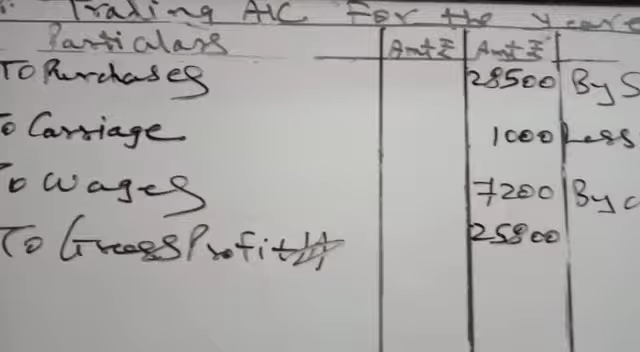 Trading A/C For the years
Particulars Amt₹ Amt₹
To Purchases 28500 By S
To Carriage 1000 Less
To Wages 7200 By C
To Gross Profit 25800